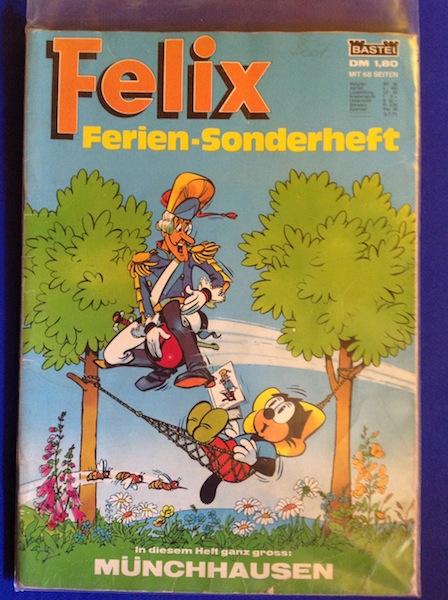 Felix
BASTEI
DM 1,80
MIT 68 SEITEN
Ferien-Sonderheft
In diesem Heft ganz gross:
MÜNCHHAUSEN